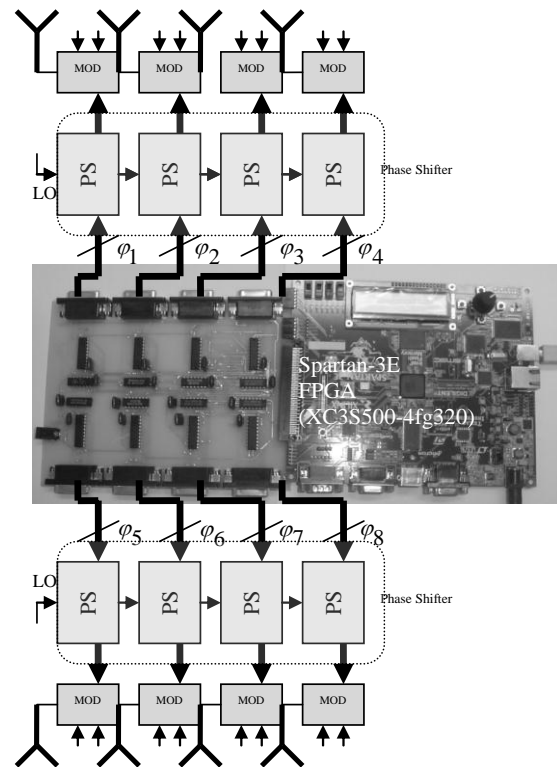 MOD MOD MOD MOD
PS PS PS PS
LO
Phase Shifter
φ1 φ2 φ3 φ4
Spartan-3E
FPGA
(XC3S500-4fg320)
φ5 φ6 φ7 φ8
LO
PS PS PS PS
Phase Shifter
MOD MOD MOD MOD